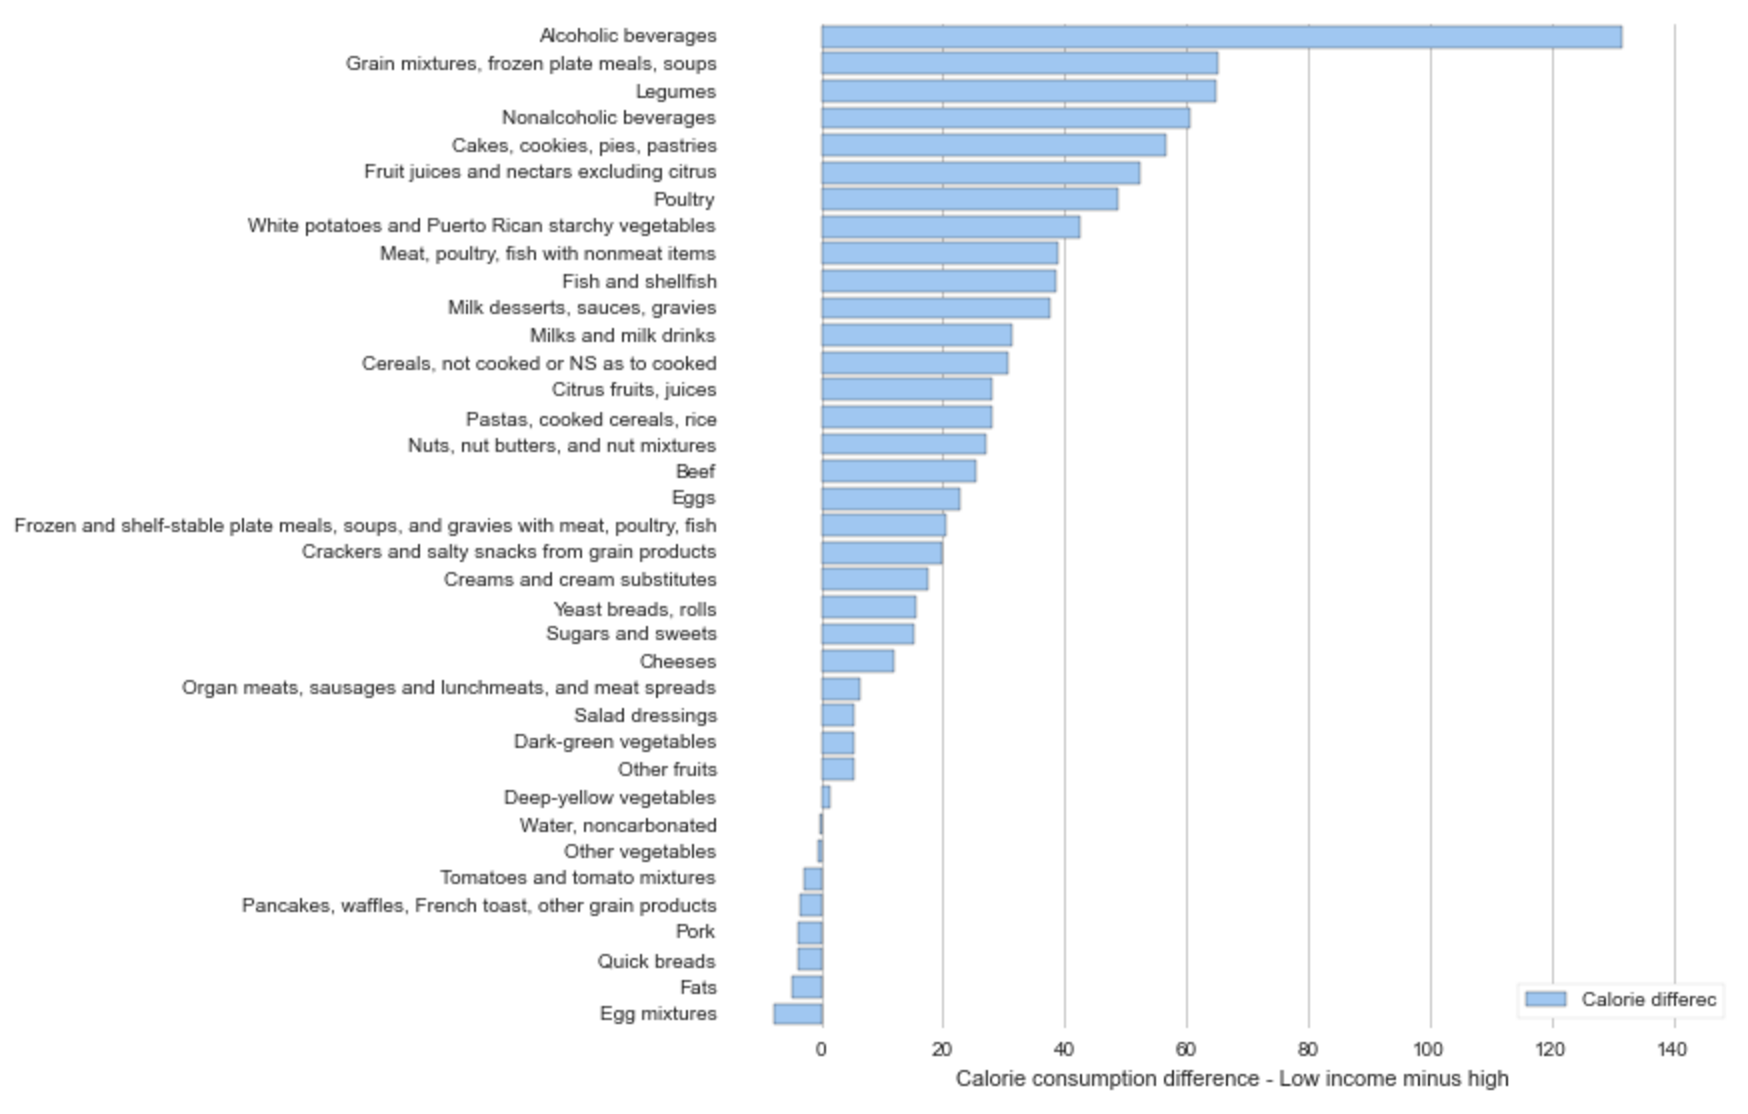 Alcoholic beverages
Grain mixtures, frozen plate meals, soups
Legumes
Nonalcoholic beverages
Cakes, cookies, pies, pastries
Fruit juices and nectars excluding citrus
Poultry
White potatoes and Puerto Rican starchy vegetables
Meat, poultry, fish with nonmeat items
Fish and shellfish
Milk desserts, sauces, gravies
Milks and milk drinks
Cereals, not cooked or NS as to cooked
Citrus fruits, juices
Pastas, cooked cereals, rice
Nuts, nut butters, and nut mixtures
Beef
Eggs
Frozen and shelf-stable plate meals, soups, and gravies with meat, poultry, fish
Crackers and salty snacks from grain products
Creams and cream substitutes
Yeast breads, rolls
Sugars and sweets
Cheeses
Organ meats, sausages and lunchmeats, and meat spreads
Salad dressings
Dark-green vegetables
Other fruits
Deep-yellow vegetables
Water, noncarbonated
Other vegetables
Tomatoes and tomato mixtures
Pancakes, waffles, French toast, other grain products
Pork
Quick breads
Fats
Egg mixtures
Calorie differec
0 20 40 60 80 100 120 140
Calorie consumption difference - Low income minus high